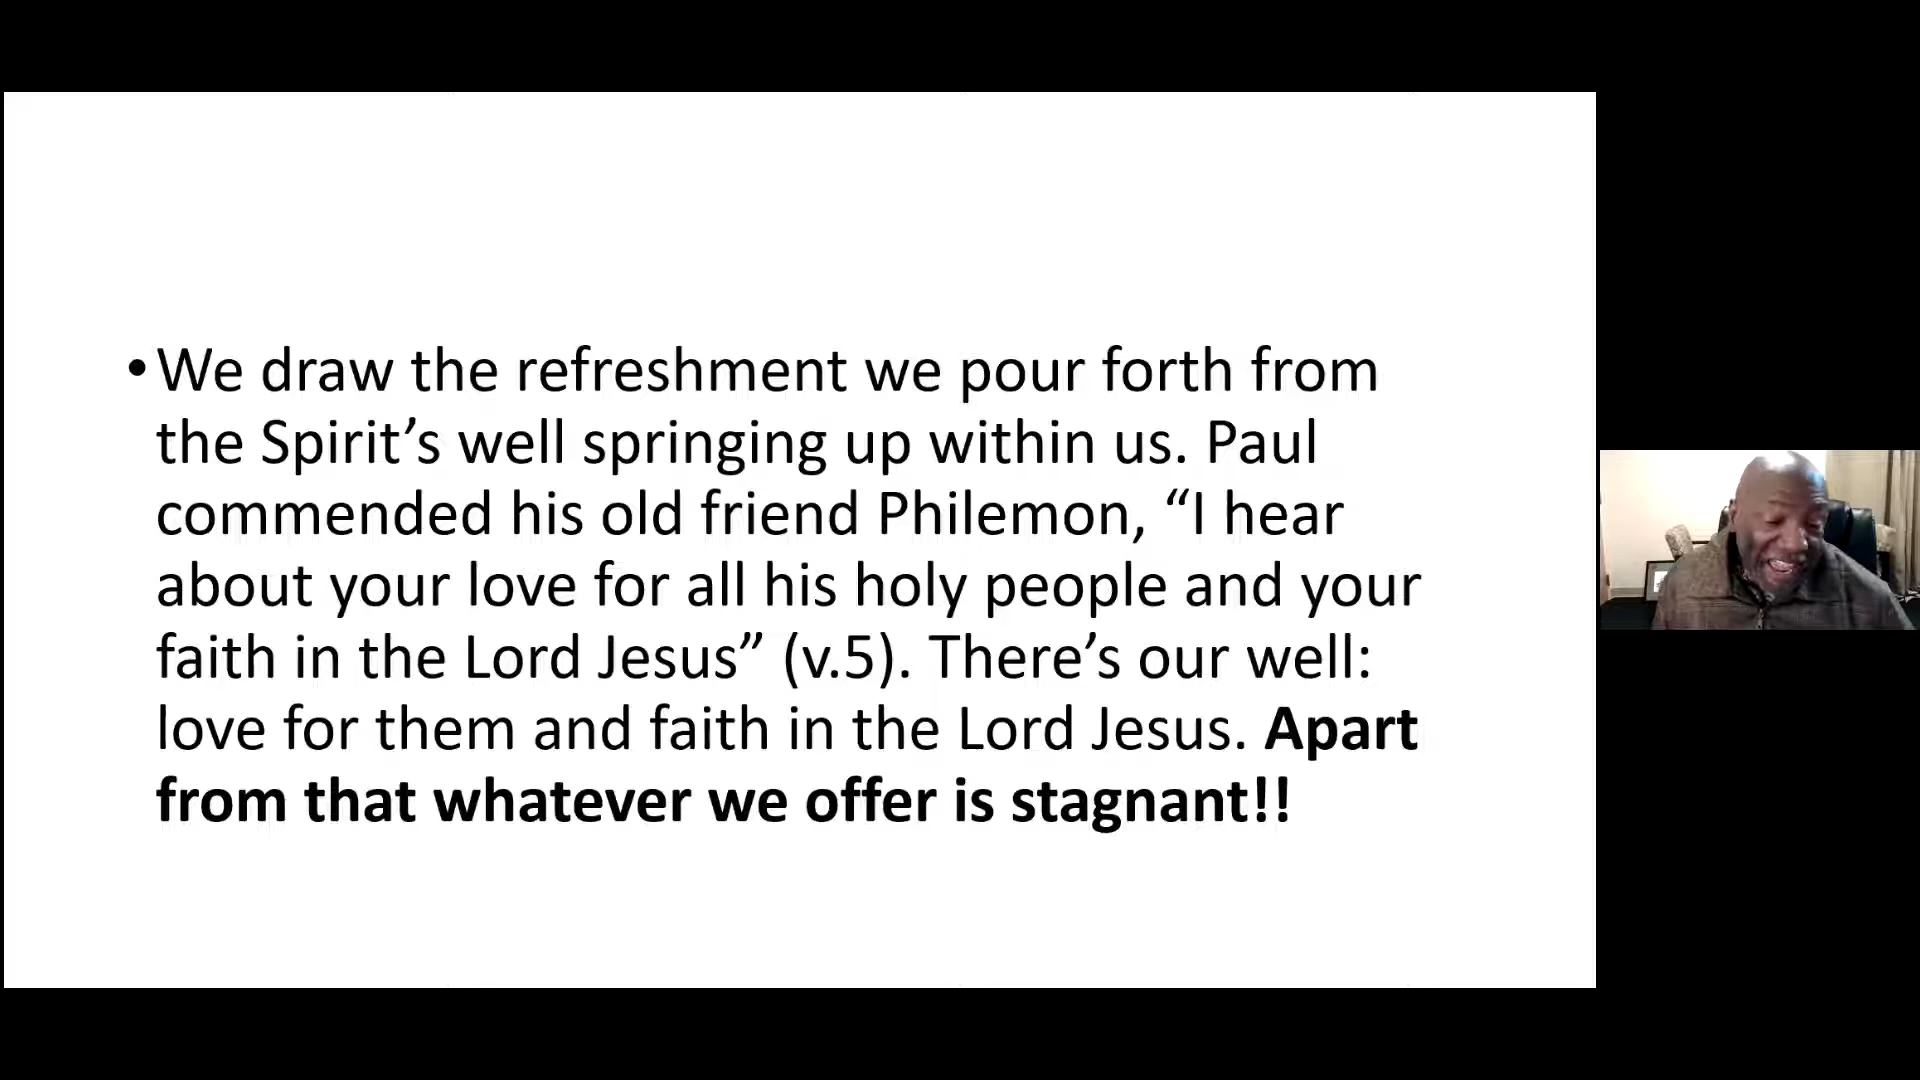 •We draw the refreshment we pour forth from
the Spirit’s well springing up within us. Paul
commended his old friend Philemon, “I hear
about your love for all his holy people and your
faith in the Lord Jesus” (v.5). There’s our well:
love for them and faith in the Lord Jesus. Apart
from that whatever we offer is stagnant!!